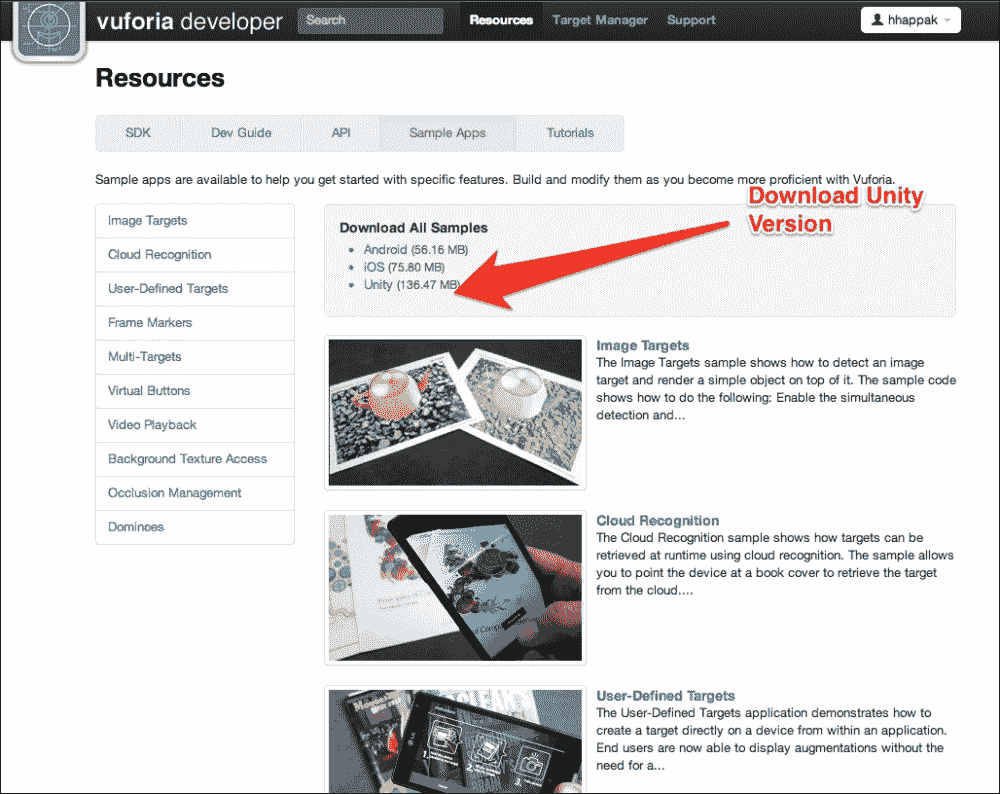 vuforia developer
Search
Resources
Target Manager
Support
hhappak
Resources
SDK
Dev Guide
API
Sample Apps
Tutorials
Sample apps are available to help you get started with specific features. Build and modify them as you become more proficient with Vuforia.
Download Unity
Version
Image Targets
Cloud Recognition
User-Defined Targets
Frame Markers
Multi-Targets
Virtual Buttons
Video Playback
Background Texture Access
Occlusion Management
Dominoes
Download All Samples
• Android (56.16 MB)
• iOS (75.80 MB)
• Unity (136.47 MB)
Image Targets
The Image Targets sample shows how to detect an image
target and render a simple object on top of it. The sample code
shows how to do the following: Enable the simultaneous
detection and...
Cloud Recognition
The Cloud Recognition sample shows how targets can be
retrieved at runtime using cloud recognition. The sample allows
you to point the device at a book cover to retrieve the target
from the cloud....
User-Defined Targets
The User-Defined Targets application demonstrates how to
create a target directly on a device from within an application.
End users are now able to display augmentations without the
need for a...